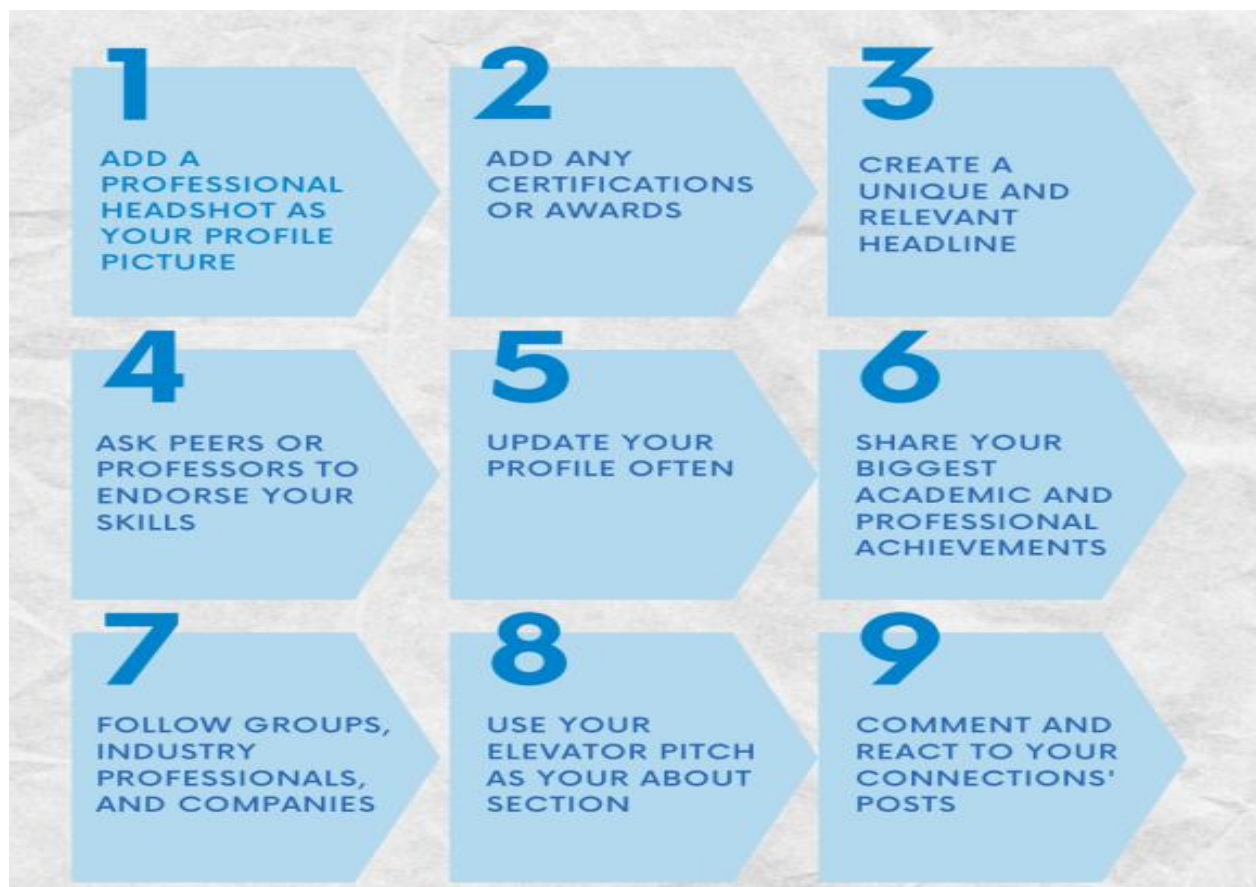 1
ADD A
PROFESSIONAL
HEADSHOT AS
YOUR PROFILE
PICTURE
2
ADD ANY
CERTIFICATIONS
OR AWARDS
3
CREATE A
UNIQUE AND
RELEVANT
HEADLINE
4
ASK PEERS OR
PROFESSORS TO
ENDORSE YOUR
SKILLS
5
UPDATE YOUR
PROFILE OFTEN
6
SHARE YOUR
BIGGEST
ACADEMIC AND
PROFESSIONAL
ACHIEVEMENTS
7
FOLLOW GROUPS,
INDUSTRY
PROFESSIONALS,
AND COMPANIES
8
USE YOUR
ELEVATOR PITCH
AS YOUR ABOUT
SECTION
9
COMMENT AND
REACT TO YOUR
CONNECTIONS'
POSTS